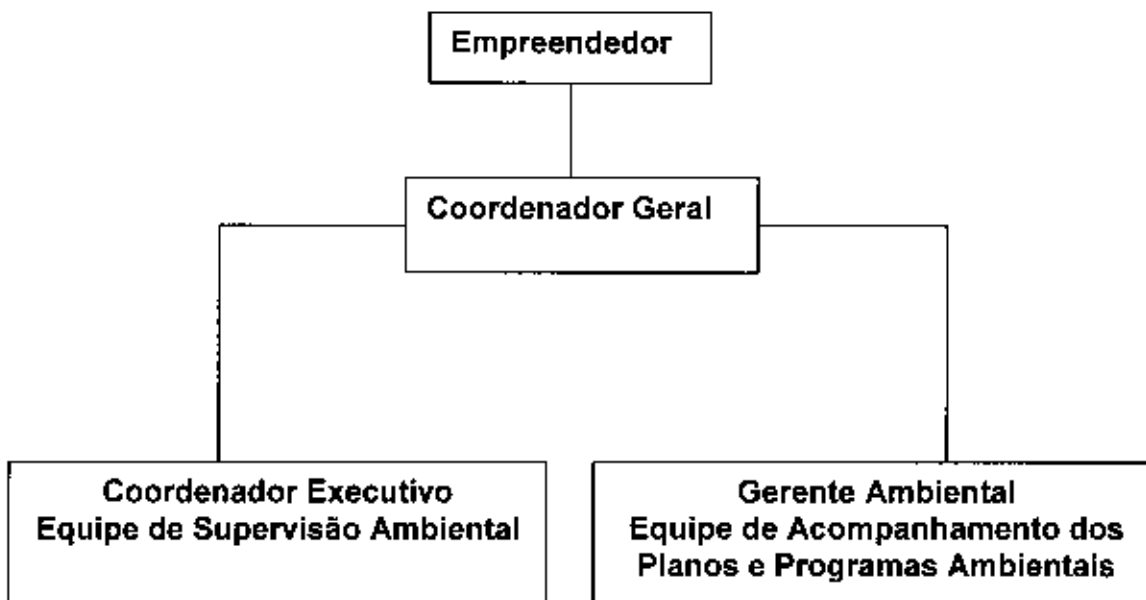 Empreendedor
Coordenador Geral
Coordenador Executivo
Equipe de Supervisão Ambiental
Gerente Ambiental
Equipe de Acompanhamento dos
Planos e Programas Ambientais